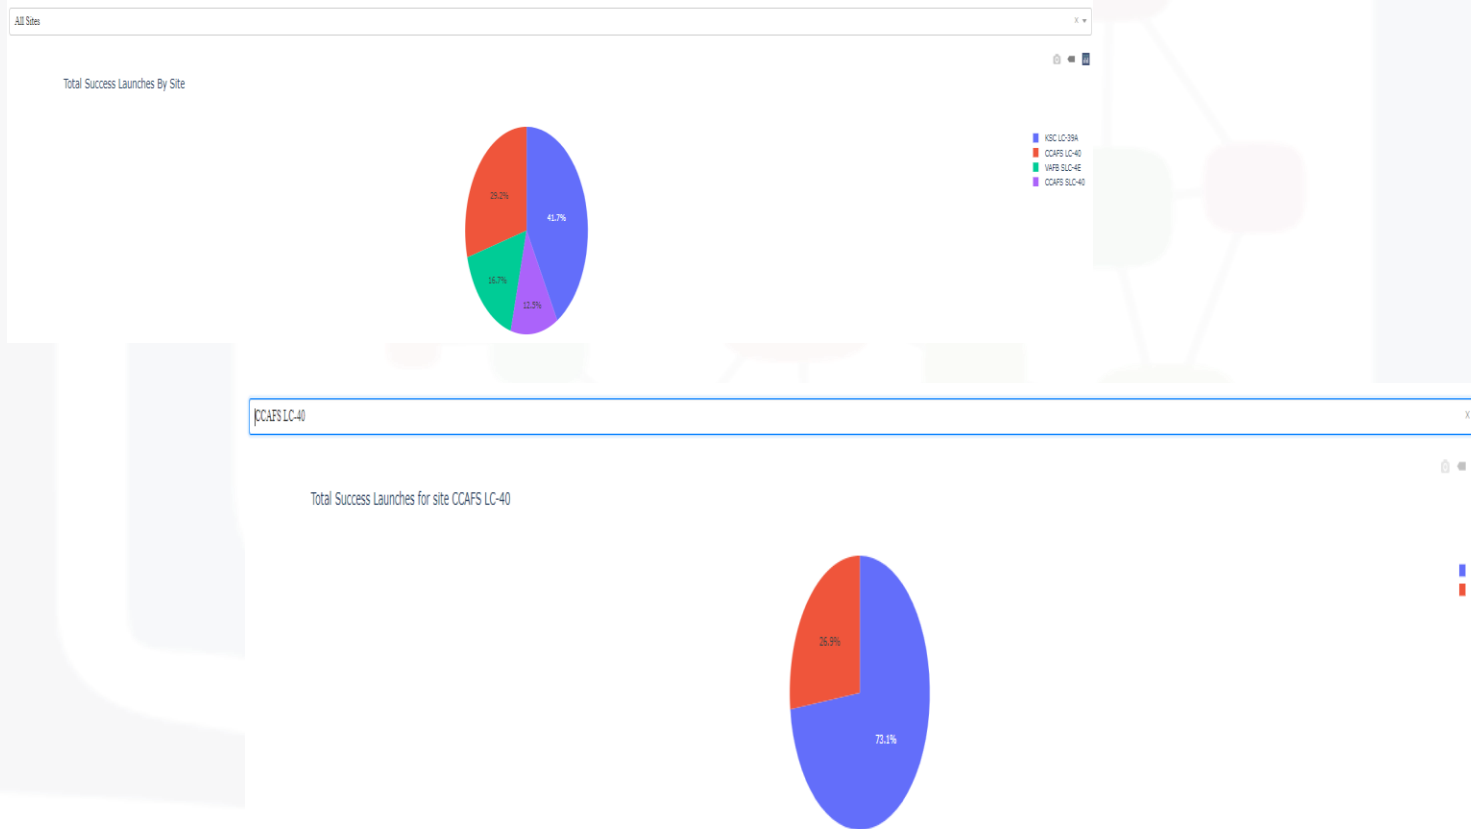 All Sites
x
Total Success Launches By Site
KSC LC-39A
CCAFS LC-40
VAFB SLC-4E
CCAFS SLC-40
29.2%
41.7%
16.7%
12.5%
CCAFS LC-40
x
Total Success Launches for site CCAFS LC-40
26.9%
73.1%